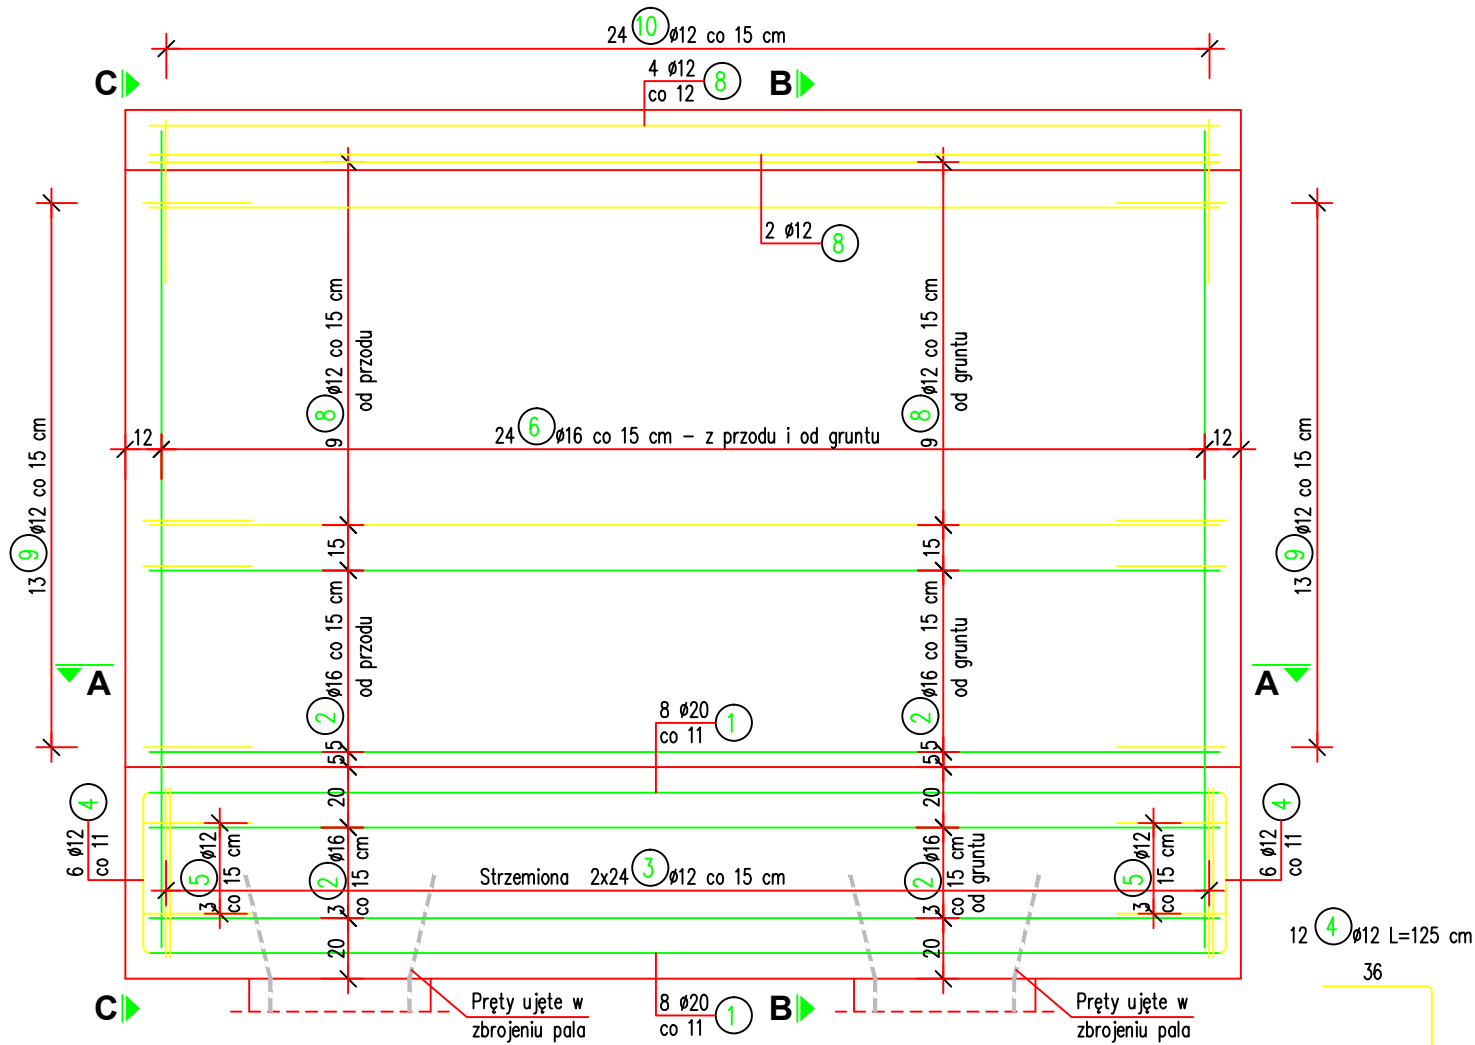 24 10 ø12 co 15 cm
C
4 ø12 8
co 12
B
2 ø12 8
9 8 ø12 co 15 cm
od przodu
9 8 ø12 co 15 cm
od gruntu
12
24 6 ø16 co 15 cm – z przodu i od gruntu
12
13 9 ø12 co 15 cm
13 9 ø12 co 15 cm
15
15
2 ø16 co 15 cm
od przodu
2 ø16 co 15 cm
od gruntu
A
A
8 ø20 1
co 11
5
5
5
5
20
20
4
6 ø12
co 11
4
6 ø12
co 11
3 5 ø12
co 15 cm
3 2 ø16
co 15 cm
Strzemiona 2x24 3 ø12 co 15 cm
3 2 ø16
co 15 cm
od gruntu
3 5 ø12
co 15 cm
20
20
12 4 ø12 L=125 cm
36
C
Pręty ujęte w
zbrojeniu pala
8 ø20 1
co 11
B
Pręty ujęte w
zbrojeniu pala